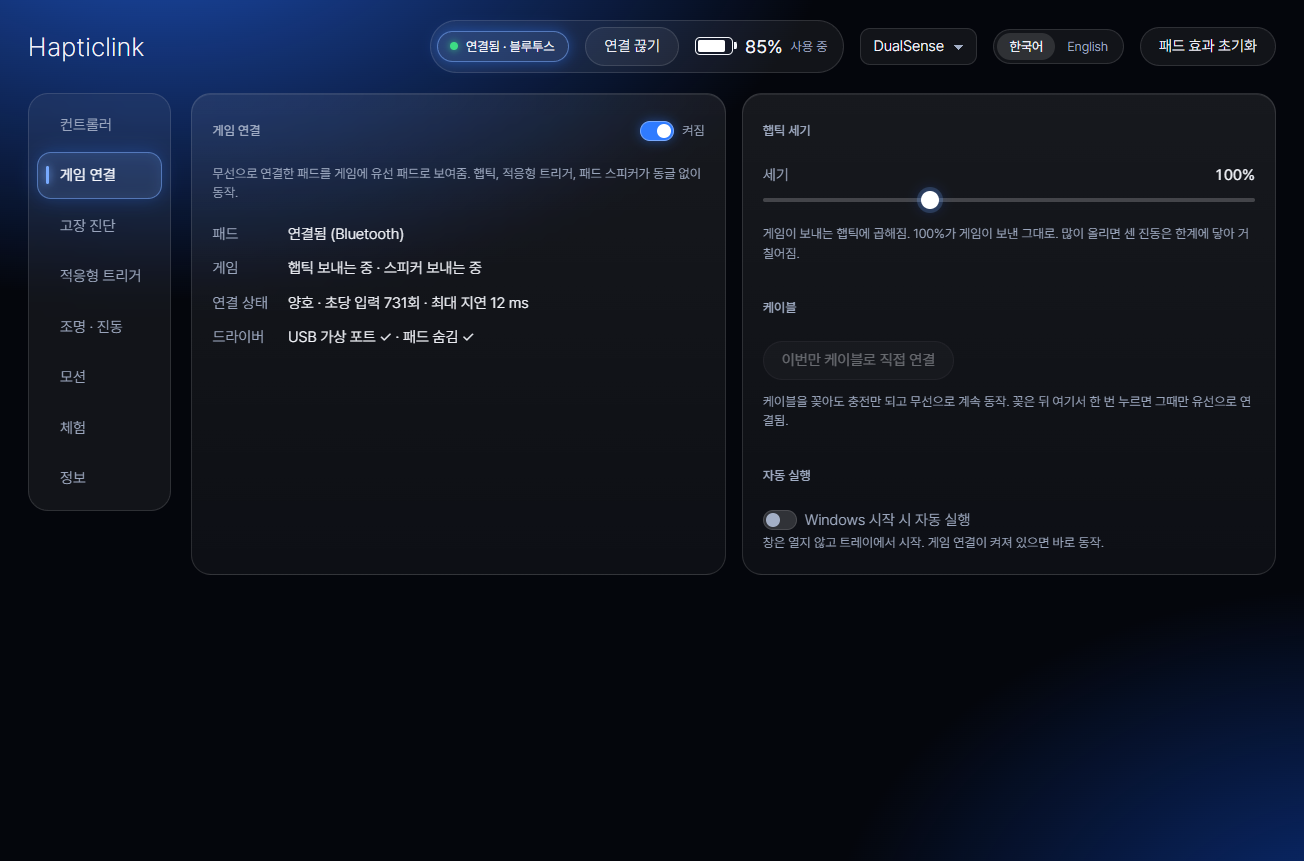 Hapticlink
연결됨 · 블루투스
연결 끊기
85% 사용 중
DualSense
한국어
English
패드 효과 초기화
컨트롤러
게임 연결
고장 진단
적응형 트리거
조명 · 진동
모션
체험
정보
게임 연결
켜짐
무선으로 연결한 패드를 게임에 유선 패드로 보여줌. 햅틱, 적응형 트리거, 패드 스피커가 동글 없이
동작.
패드 연결됨 (Bluetooth)
게임 햅틱 보내는 중 · 스피커 보내는 중
연결 상태 양호 · 초당 입력 731회 · 최대 지연 12 ms
드라이버 USB 가상 포트 ✓ · 패드 숨김 ✓
햅틱 세기
세기 100%
게임이 보내는 햅틱에 곱해짐. 100%가 게임이 보낸 그대로. 많이 올리면 센 진동은 한계에 닿아 거
칠어짐.
케이블
이번만 케이블로 직접 연결
케이블을 꽂아도 충전만 되고 무선으로 계속 동작. 꽂은 뒤 여기서 한 번 누르면 그때만 유선으로 연
결됨.
자동 실행
Windows 시작 시 자동 실행
창은 열지 않고 트레이에서 시작. 게임 연결이 켜져 있으면 바로 동작.